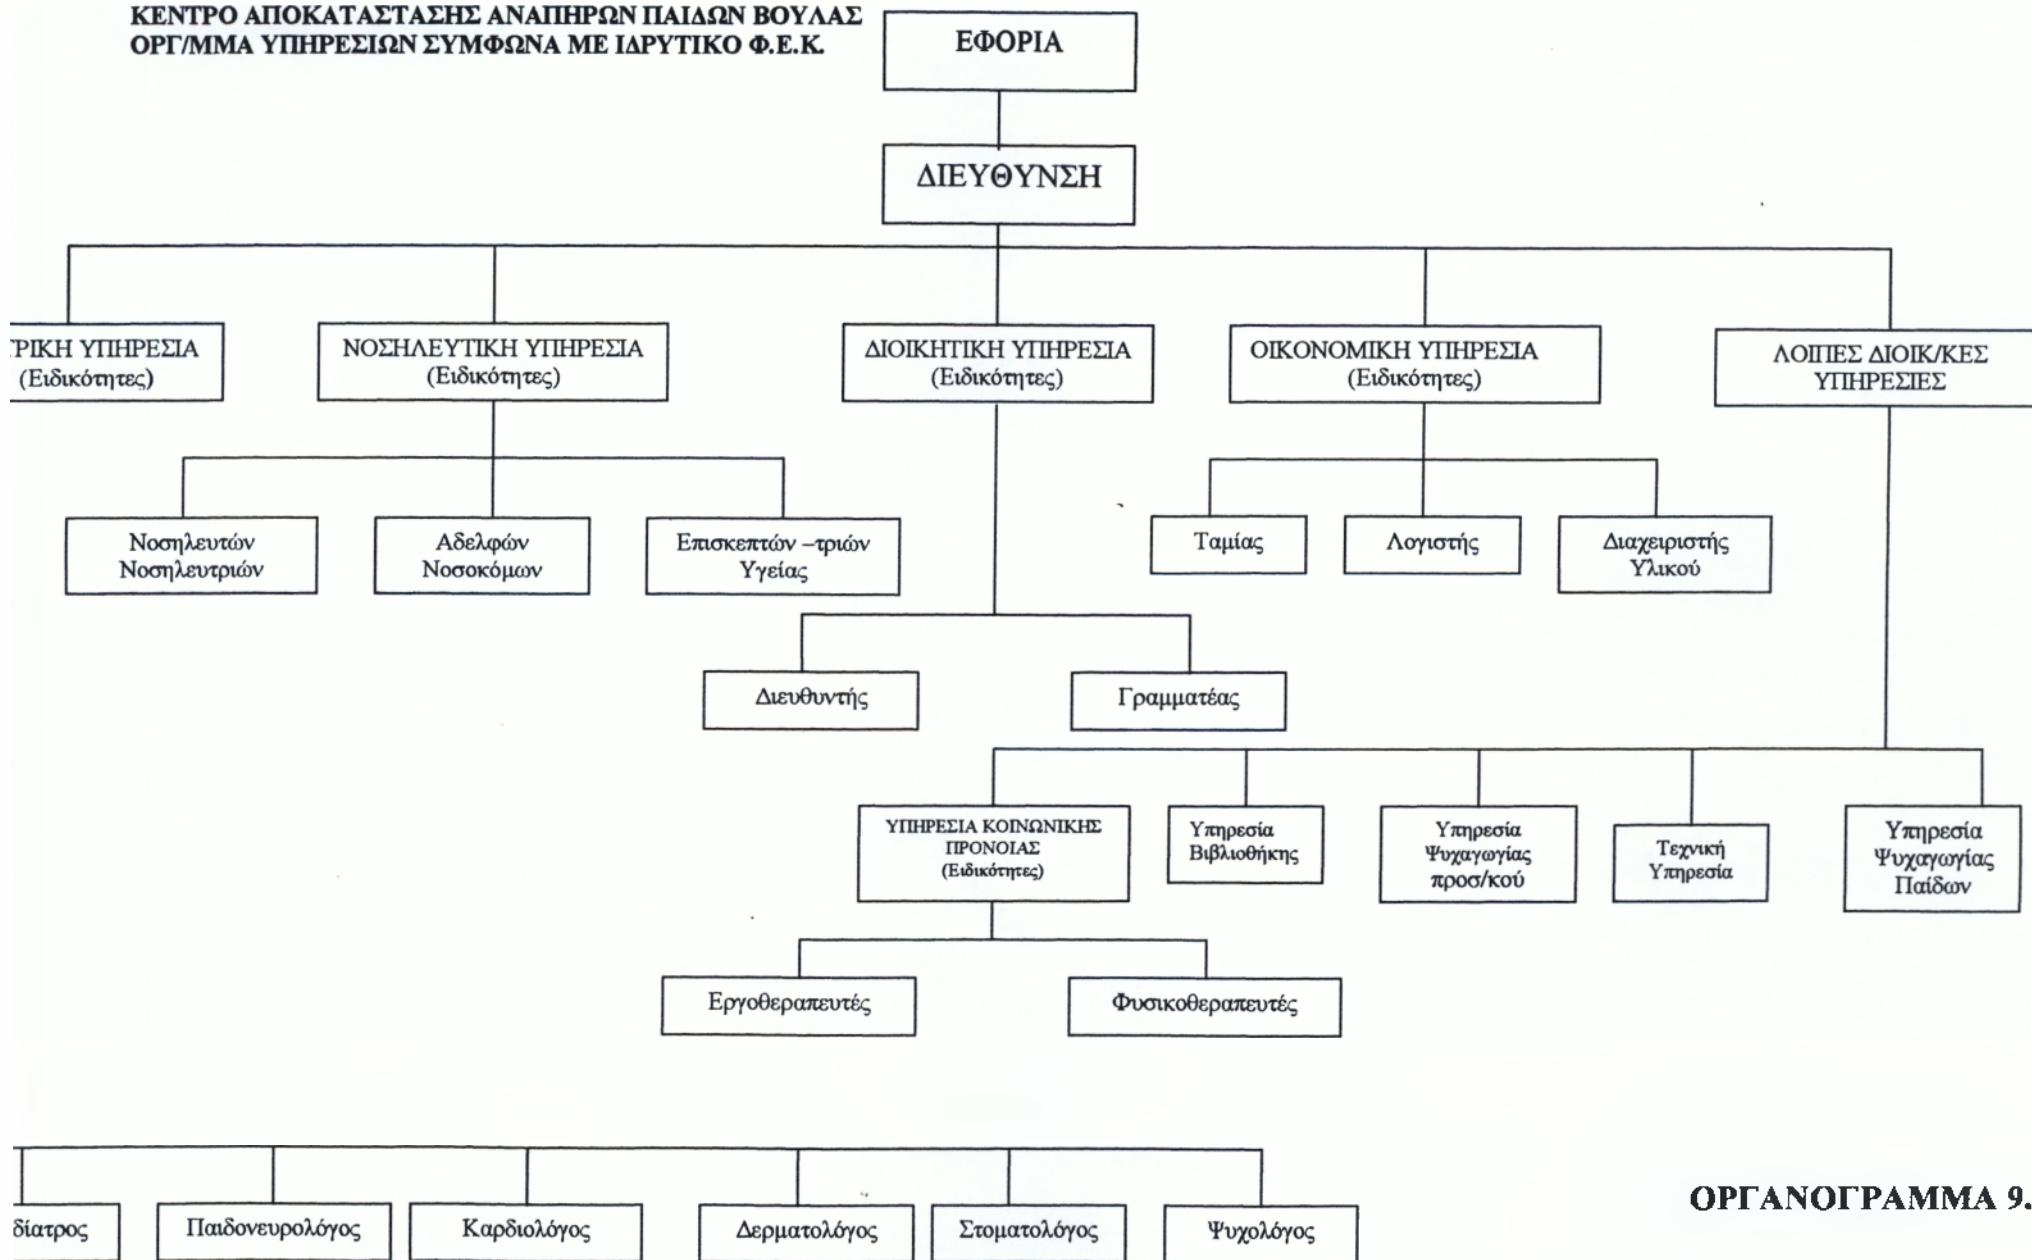 ΚΕΝΤΡΟ ΑΠΟΚΑΤΑΣΤΑΣΗΣ ΑΝΑΠΗΡΩΝ ΠΑΙΔΩΝ ΒΟΥΛΑΣ
ΟΡΓ/ΜΜΑ ΥΠΗΡΕΣΙΩΝ ΣΥΜΦΩΝΑ ΜΕ ΙΔΡΥΤΙΚΟ Φ.Ε.Κ.
ΕΦΟΡΙΑ
ΔΙΕΥΘΥΝΣΗ
ΤΡΙΚΗ ΥΠΗΡΕΣΙΑ
(Ειδικότητες)
ΝΟΣΗΛΕΥΤΙΚΗ ΥΠΗΡΕΣΙΑ
(Ειδικότητες)
ΔΙΟΙΚΗΤΙΚΗ ΥΠΗΡΕΣΙΑ
(Ειδικότητες)
ΟΙΚΟΝΟΜΙΚΗ ΥΠΗΡΕΣΙΑ
(Ειδικότητες)
ΛΟΙΠΕΣ ΔΙΟΙΚ/ΚΕΣ
ΥΠΗΡΕΣΙΕΣ
Νοσηλευτών
Νοσηλευτριών
Αδελφών
Νοσοκόμων
Επισκεπτών –τριών
Υγείας
Ταμίας
Λογιστής
Διαχειριστής
Υλικού
Διευθυντής
Γραμματέας
ΥΠΗΡΕΣΙΑ ΚΟΙΝΩΝΙΚΗΣ
ΠΡΟΝΟΙΑΣ
(Ειδικότητες)
Υπηρεσία
Βιβλιοθήκης
Υπηρεσία
Ψυχαγωγίας
προσ/κού
Τεχνική
Υπηρεσία
Υπηρεσία
Ψυχαγωγίας
Παίδων
Εργοθεραπευτές
Φυσικοθεραπευτές
δίατρος
Παιδονευρολόγος
Καρδιολόγος
Δερματολόγος
Στοματολόγος
Ψυχολόγος
ΟΡΓΑΝΟΓΡΑΜΜΑ 9.